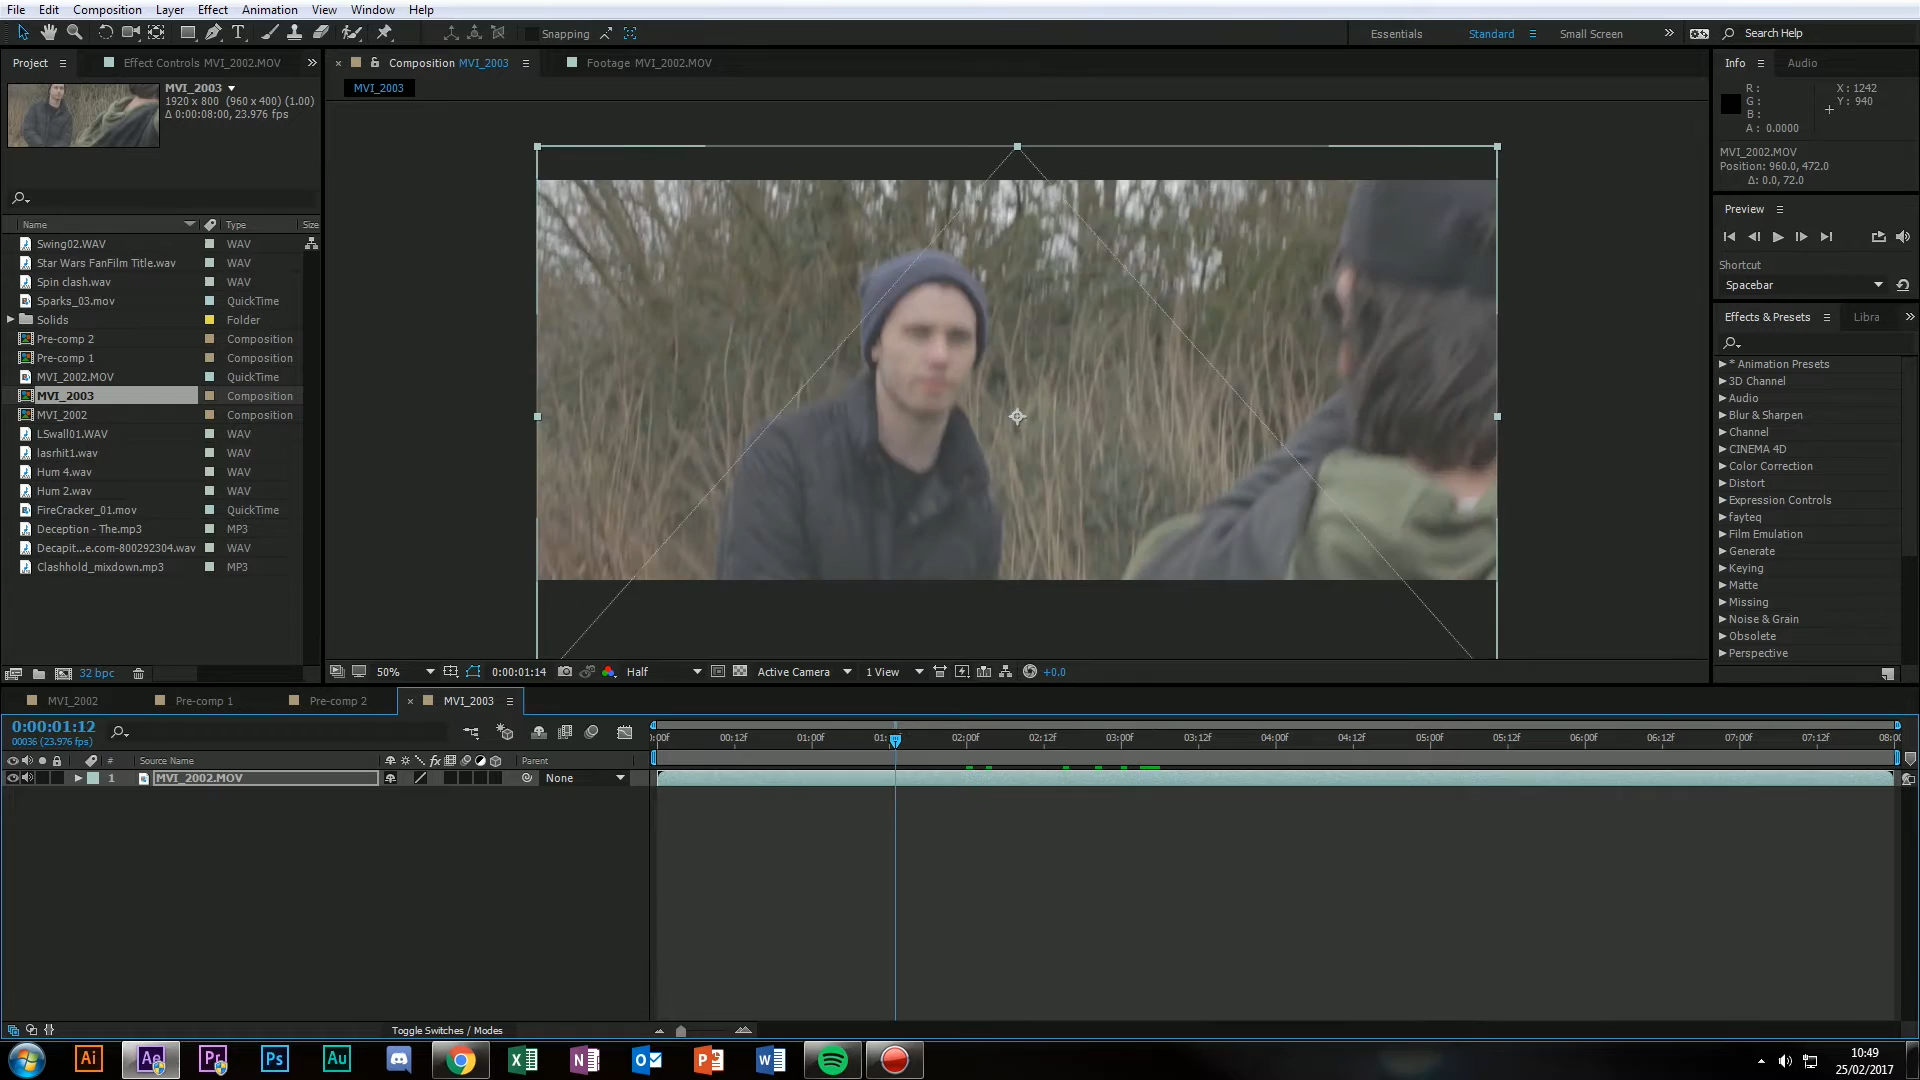 File Edit Composition Layer Effect Animation View Window Help
Snapping
Essentials Standard Small Screen Search Help
Project Effect Controls MVI_2002.MOV
Composition MVI_2003 Footage MVI_2002.MOV
MVI_2003
MVI_2003
1920 x 800 (960 x 400) (1.00)
Δ 0:00:08:00, 23.976 fps
Name Type Size
Swing02.WAV WAV
Star Wars FanFilm Title.wav WAV
Spin clash.wav WAV
Sparks_03.mov QuickTime
Solids Folder
Pre-comp 2 Composition
Pre-comp 1 Composition
MVI_2002.MOV QuickTime
MVI_2003 Composition
MVI_2002 Composition
LSwall01.WAV WAV
lasrhit1.wav WAV
Hum 4.wav WAV
Hum 2.wav WAV
FireCracker_01.mov QuickTime
Deception - The.mp3 MP3
Decapit...e.com-800292304.wav WAV
Clashhold_mixdown.mp3 MP3
32 bpc
50% 0:00:01:14 Half Active Camera 1 View +0.0
Info Audio
R :
G :
B :
A : 0.0000
X : 1242
Y : 940
MVI_2002.MOV
Position: 960.0, 472.0
Δ: 0.0, 72.0
Preview
Shortcut
Spacebar
Effects & Presets Libra
* Animation Presets
3D Channel
Audio
Blur & Sharpen
Channel
CINEMA 4D
Color Correction
Distort
Expression Controls
fayteq
Film Emulation
Generate
Keying
Matte
Missing
Noise & Grain
Obsolete
Perspective
MVI_2002 Pre-comp 1 Pre-comp 2 MVI_2003
0:00:01:12
00036 (23.976 fps)
# Source Name fx Parent
1 MVI_2002.MOV None
:00f 00:12f 01:00f 01: 02:00f 02:12f 03:00f 03:12f 04:00f 04:12f 05:00f 05:12f 06:00f 06:12f 07:00f 07:12f 08:00
Toggle Switches / Modes
Ai Ae Pr Ps Au
10:49
25/02/2017